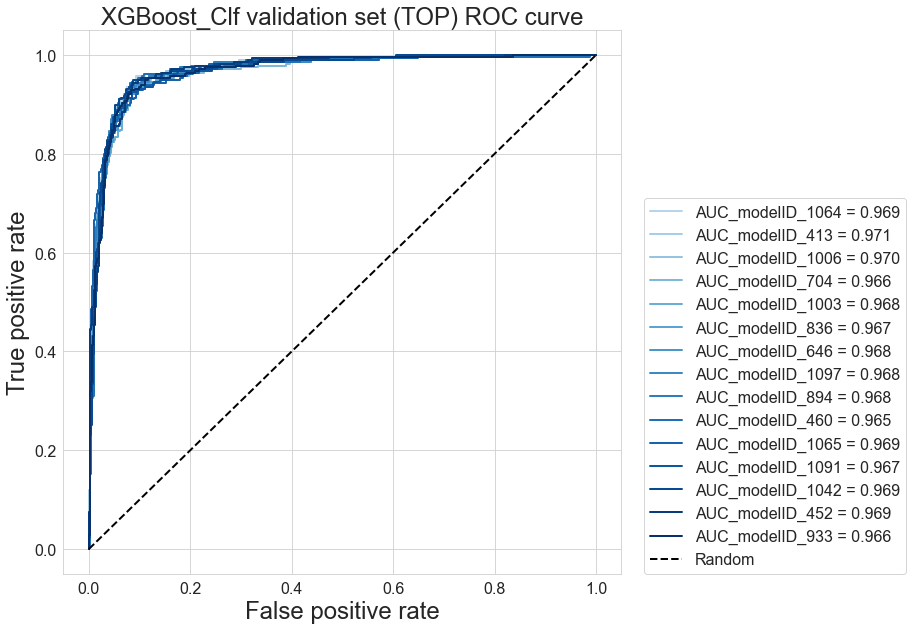 XGBoost_Clf validation set (TOP) ROC curve
True positive rate
1.0
0.8
0.6
0.4
0.2
0.0
0.0 0.2 0.4 0.6 0.8 1.0
False positive rate
AUC_modelID_1064 = 0.969
AUC_modelID_413 = 0.971
AUC_modelID_1006 = 0.970
AUC_modelID_704 = 0.966
AUC_modelID_1003 = 0.968
AUC_modelID_836 = 0.967
AUC_modelID_646 = 0.968
AUC_modelID_1097 = 0.968
AUC_modelID_894 = 0.968
AUC_modelID_460 = 0.965
AUC_modelID_1065 = 0.969
AUC_modelID_1091 = 0.967
AUC_modelID_1042 = 0.969
AUC_modelID_452 = 0.969
AUC_modelID_933 = 0.966
Random